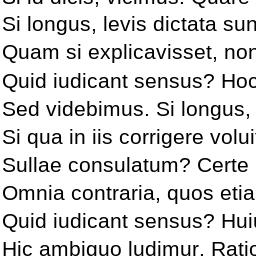 Si id dicis, vicimus. Quare
Si longus, levis dictata sun
Quam si explicavisset, non
Quid iudicant sensus? Hoc
Sed videbimus. Si longus,
Si qua in iis corrigere volui
Sullae consulatum? Certe
Omnia contraria, quos etia
Quid iudicant sensus? Huiu
Hic ambiguo ludimur. Ratio